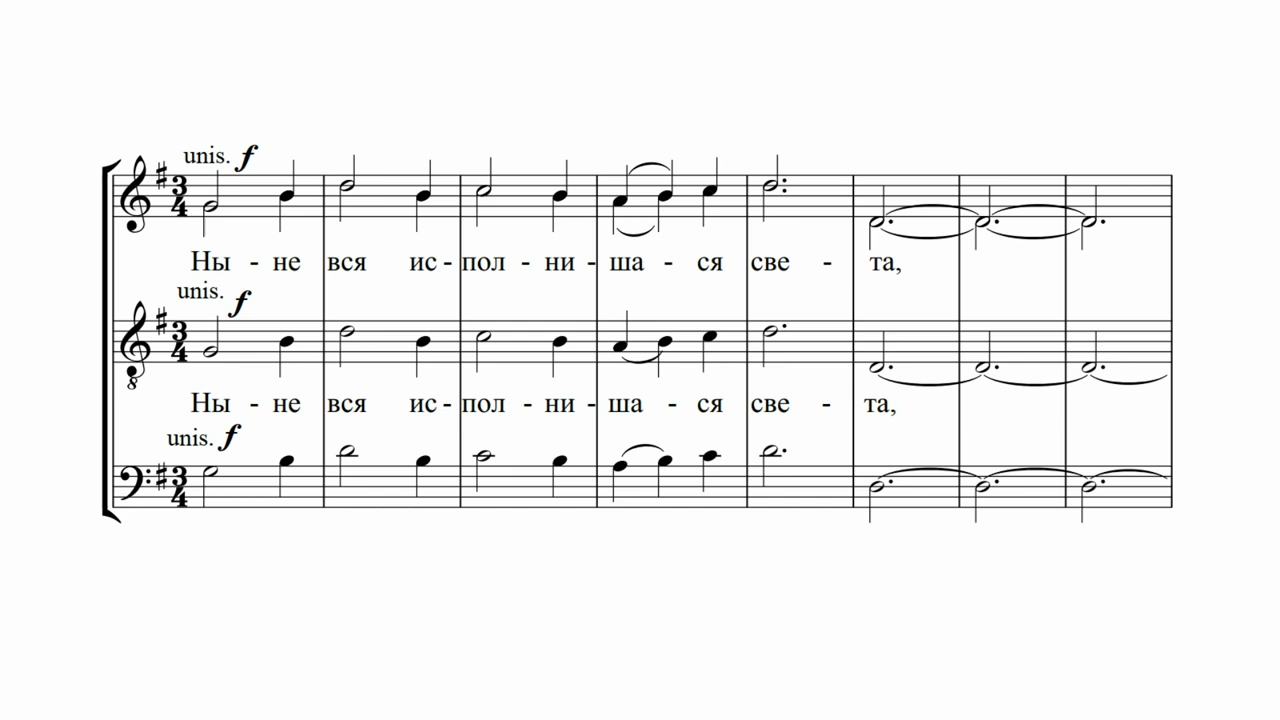 unis. f
Ны - не вся ис - пол - ни - ша - ся све - та,
unis. f
Ны - не вся ис - пол - ни - ша - ся све - та,
unis. f